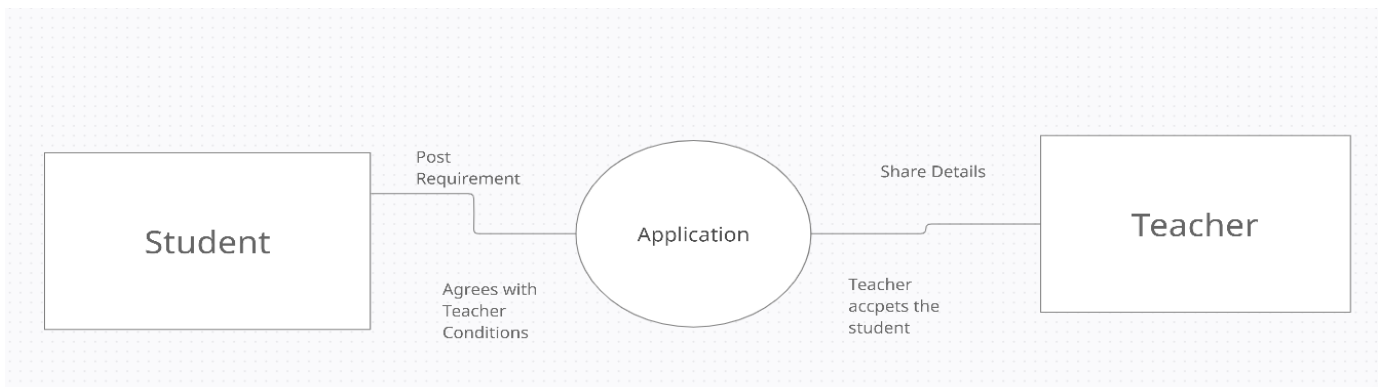 Post
Requirement
Student
Agrees with
Teacher
Conditions
Application
Share Details
Teacher
accpets the
student
Teacher